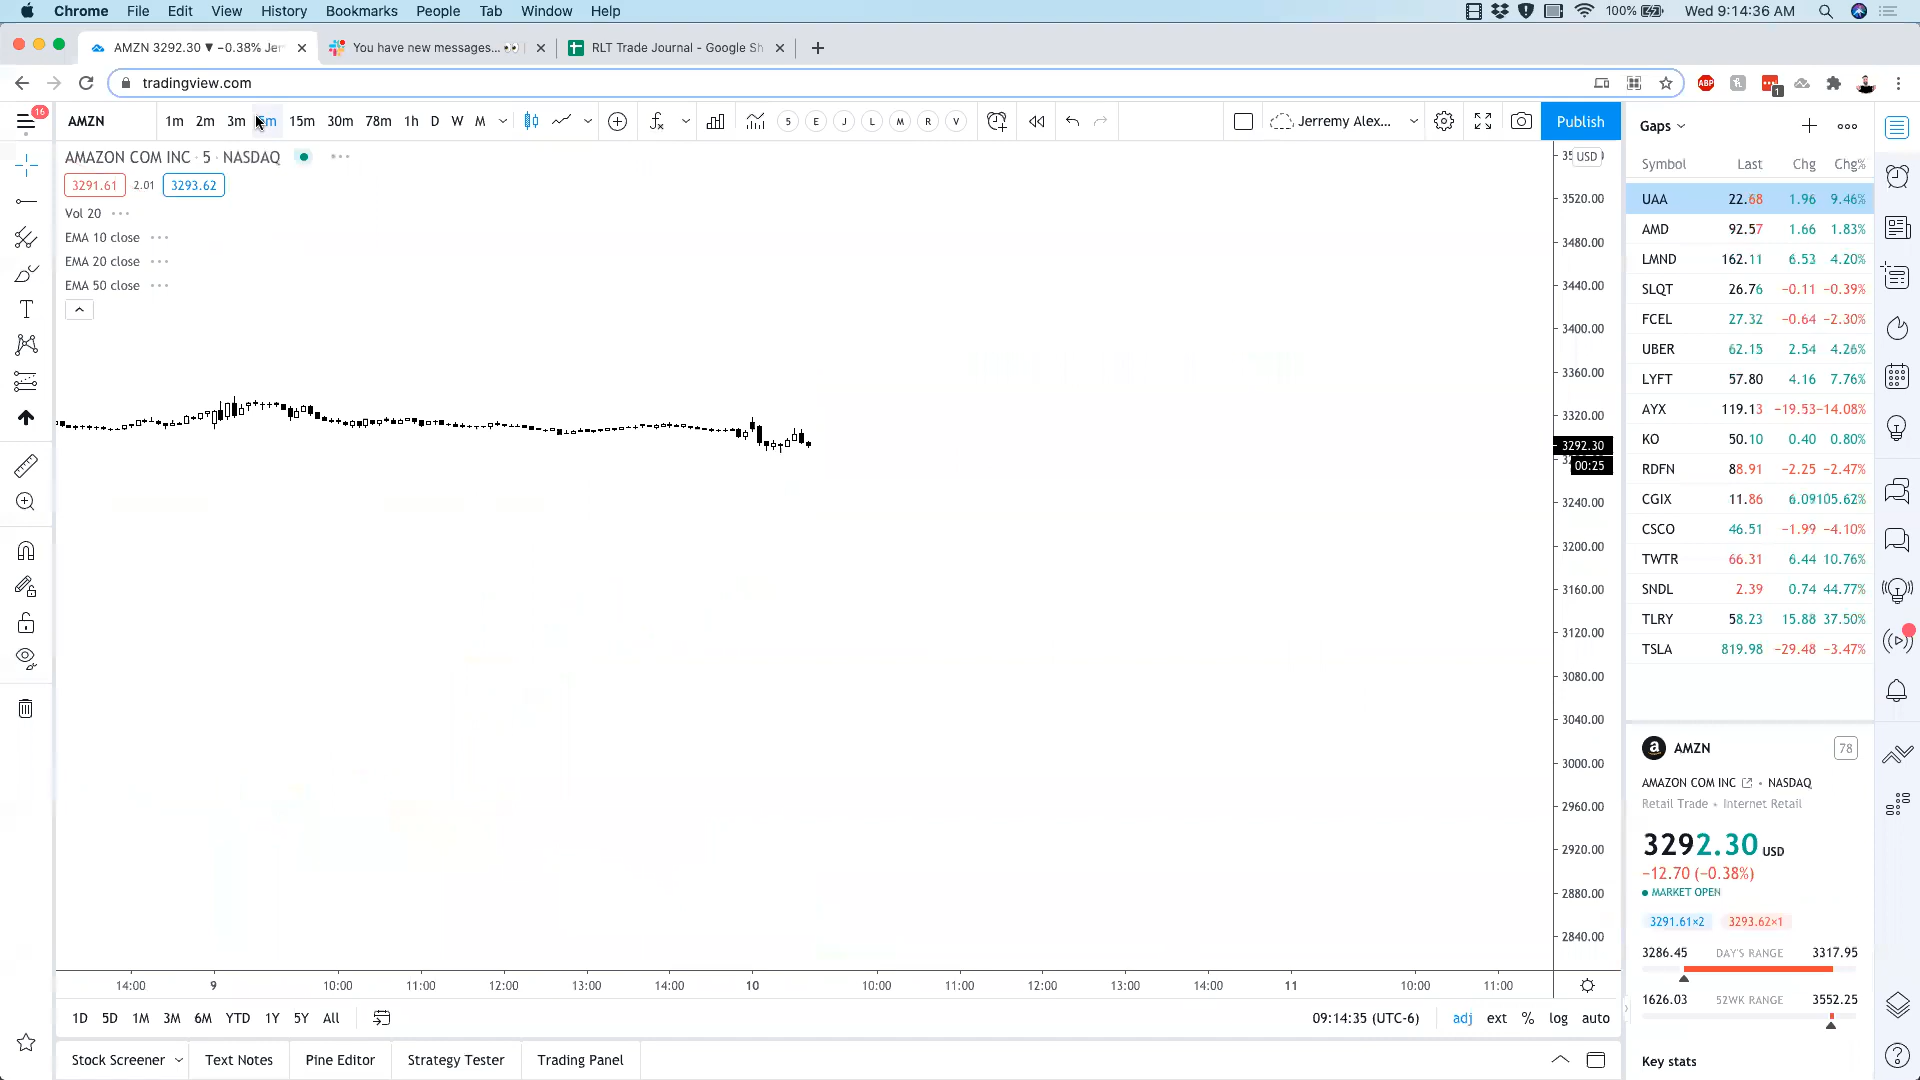 Chrome File Edit View History Bookmarks People Tab Window Help 100% Wed 9:14:36 AM
AMZN 3292.30 ▼ −0.38% Jer You have new messages... 👀 RLT Trade Journal - Google Sh
tradingview.com
ABP 1
16
AMZN 1m 2m 3m 5m 15m 30m 78m 1h D W M 5 E J L M R V Jerremy Alex... Publish
Gaps
AMAZON COM INC · 5 · NASDAQ
USD
3291.61 2.01 3293.62
Vol 20
EMA 10 close
EMA 20 close
EMA 50 close
3520.00
3480.00
3440.00
3400.00
3360.00
3320.00
3292.30
00:25
3240.00
3200.00
3160.00
3120.00
3080.00
3040.00
3000.00
2960.00
2920.00
2880.00
2840.00
14:00 9 10:00 11:00 12:00 13:00 14:00 10 10:00 11:00 12:00 13:00 14:00 11 10:00 11:00
1D 5D 1M 3M 6M YTD 1Y 5Y All 09:14:35 (UTC-6) adj ext % log auto
Stock Screener Text Notes Pine Editor Strategy Tester Trading Panel
Symbol Last Chg Chg%
UAA 22.68 1.96 9.46%
AMD 92.57 1.66 1.83%
LMND 162.11 6.53 4.20%
SLQT 26.76 −0.11 −0.39%
FCEL 27.32 −0.64 −2.30%
UBER 62.15 2.54 4.26%
LYFT 57.80 4.16 7.76%
AYX 119.13 −19.53 −14.08%
KO 50.10 0.40 0.80%
RDFN 88.91 −2.25 −2.47%
CGIX 11.86 6.09 105.62%
CSCO 46.51 −1.99 −4.10%
TWTR 66.31 6.44 10.76%
SNDL 2.39 0.74 44.77%
TLRY 58.23 15.88 37.50%
TSLA 819.98 −29.48 −3.47%
a AMZN 78
AMAZON COM INC • NASDAQ
Retail Trade • Internet Retail
3292.30 USD
−12.70 (−0.38%)
MARKET OPEN
3291.61×2 3293.62×1
3286.45 DAY'S RANGE 3317.95
1626.03 52WK RANGE 3552.25
Key stats